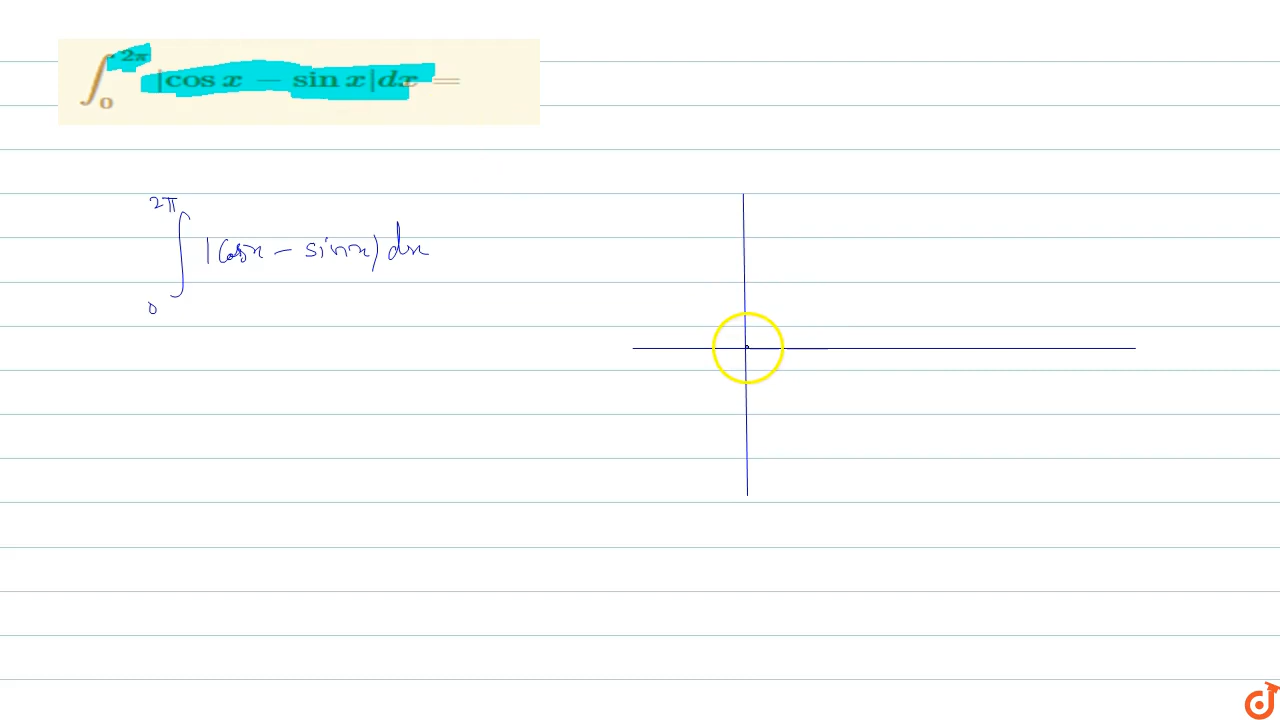 ∫₀^2π |cos x − sin x|dx =
2π
∫ |cosx − sinx| dx
0